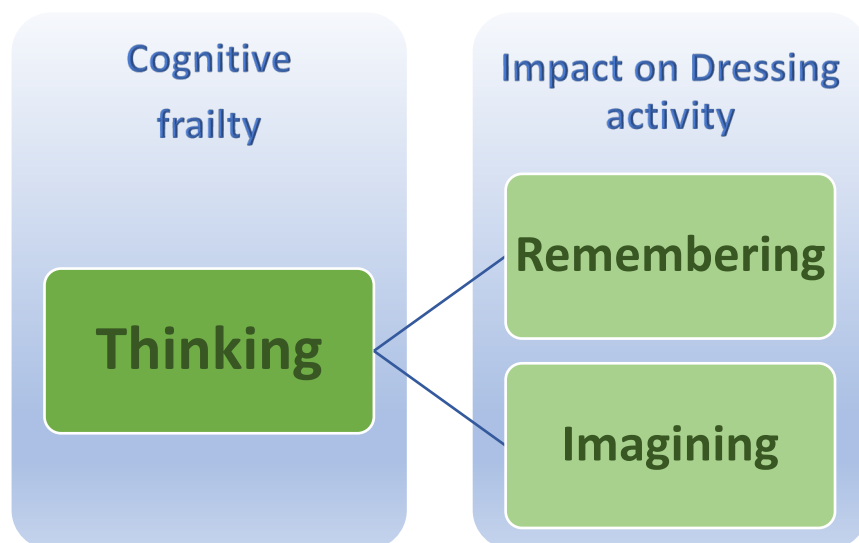 Cognitive
frailty
Thinking
Impact on Dressing
activity
Remembering
Imagining